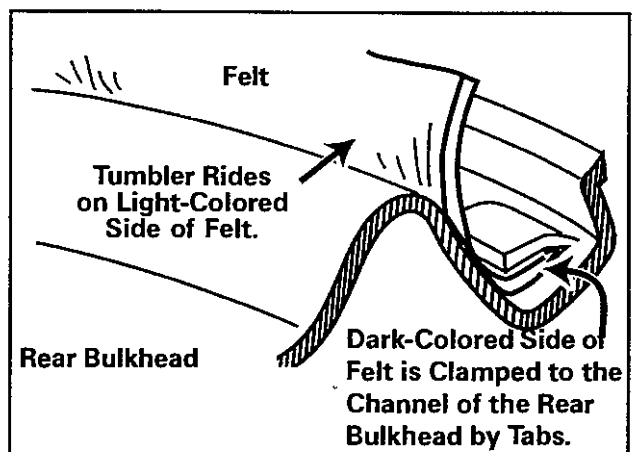 Felt
Tumbler Rides
on Light-Colored
Side of Felt.
Rear Bulkhead
Dark-Colored Side of
Felt is Clamped to the
Channel of the Rear
Bulkhead by Tabs.